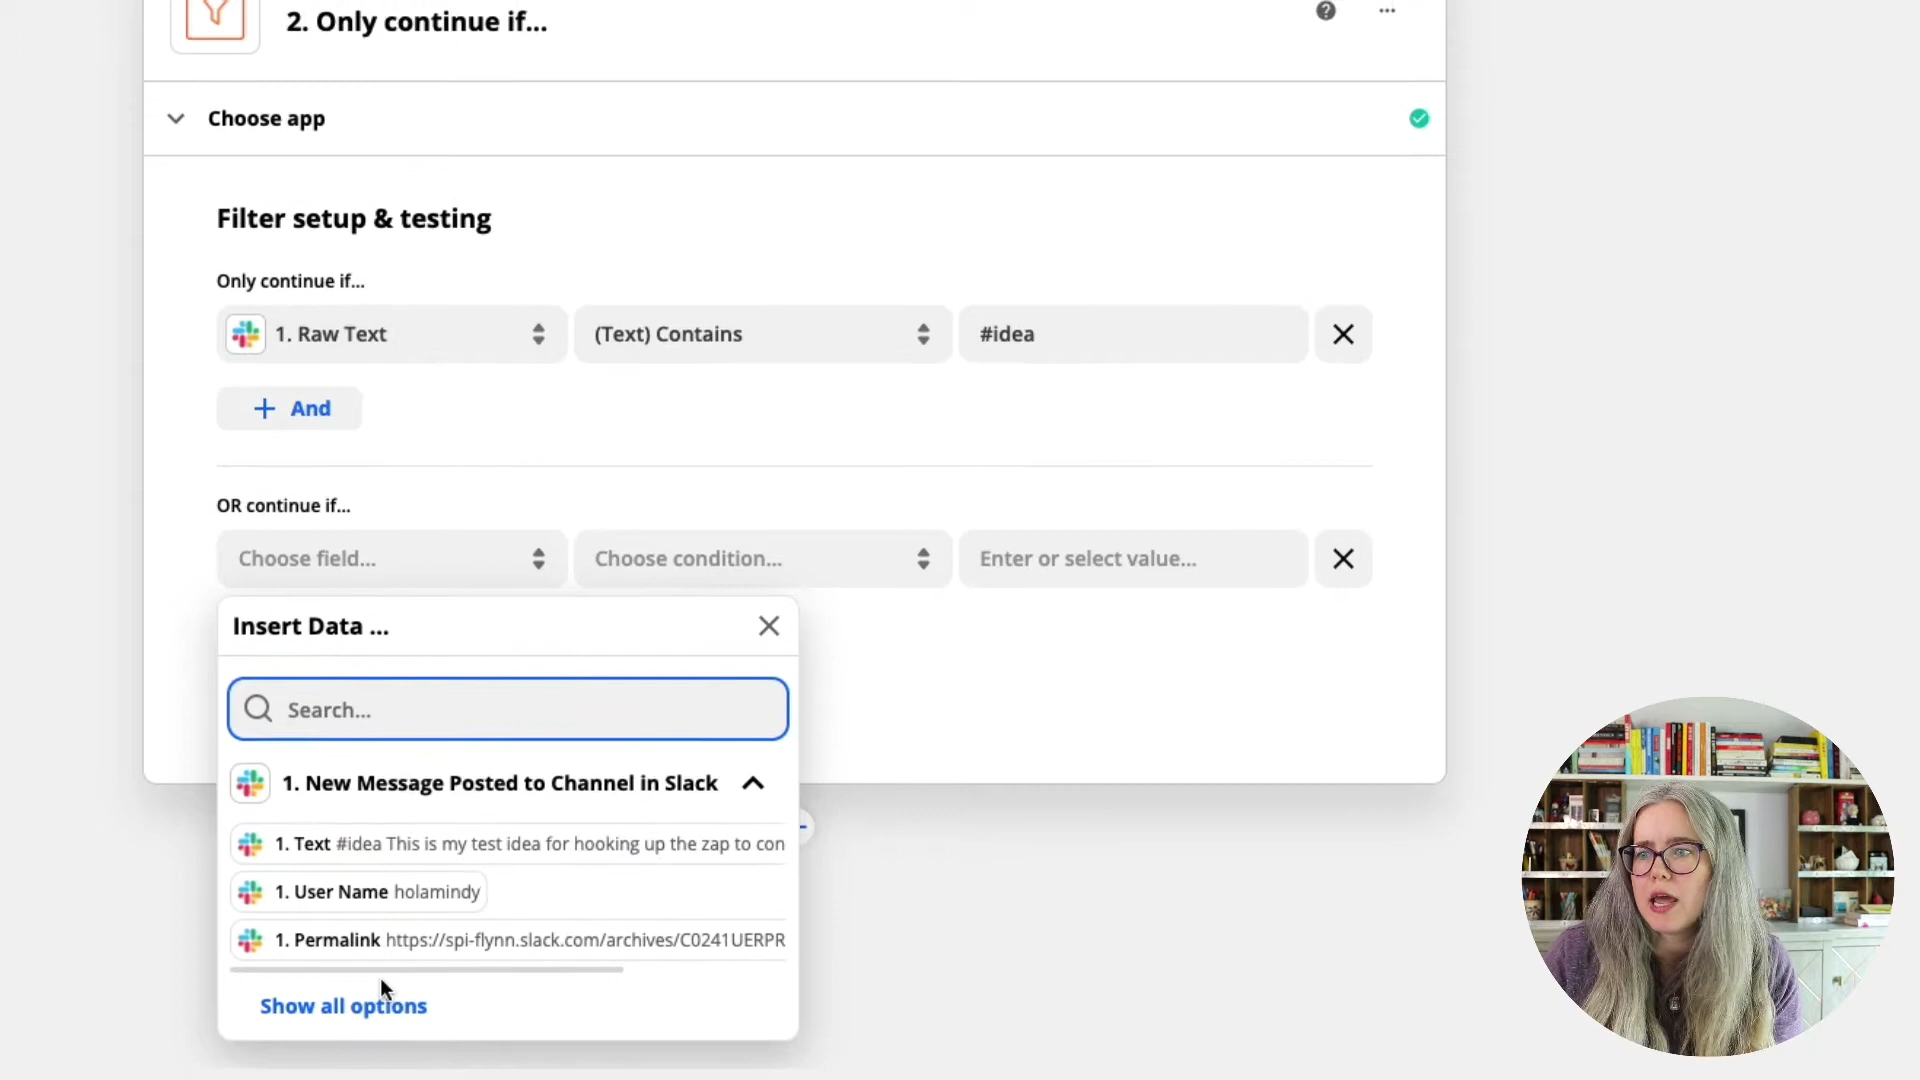 2. Only continue if...
Choose app
Filter setup & testing
Only continue if...
1. Raw Text
(Text) Contains
#idea
+ And
OR continue if...
Choose field...
Choose condition...
Enter or select value...
Insert Data ...
Search...
1. New Message Posted to Channel in Slack
1. Text #idea This is my test idea for hooking up the zap to con
1. User Name holamindy
1. Permalink https://spi-flynn.slack.com/archives/C0241UERPR
Show all options